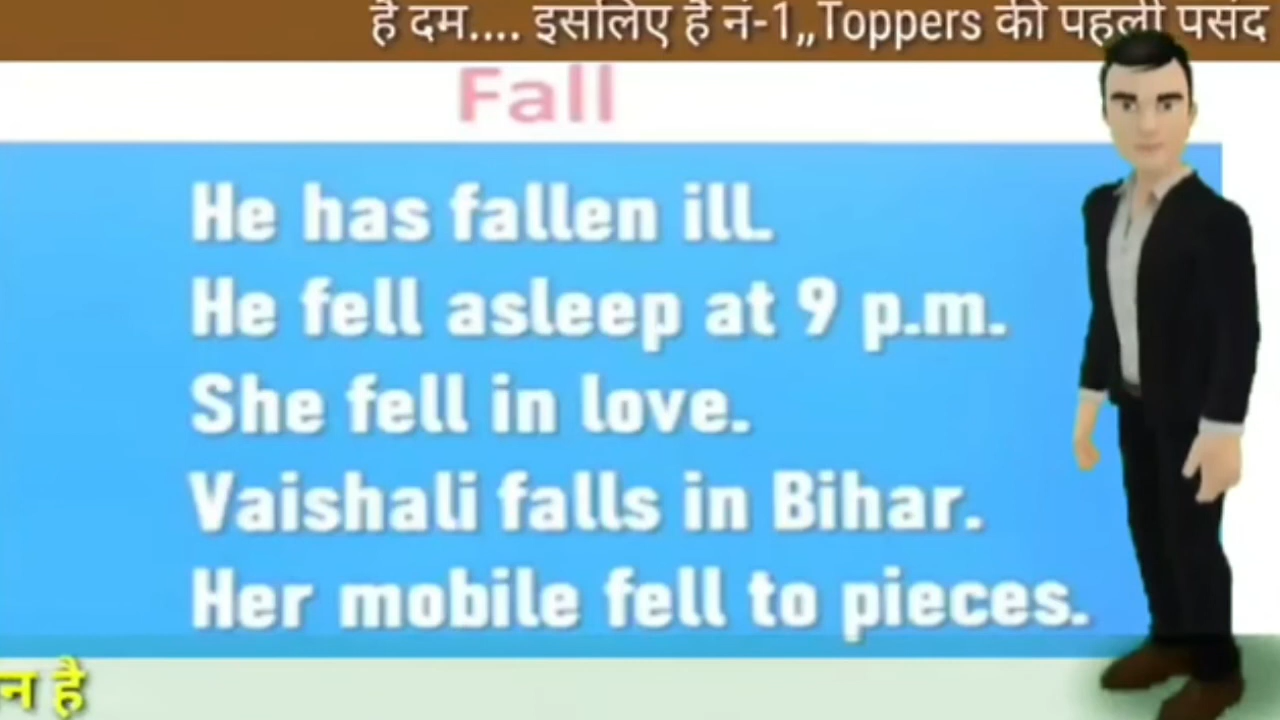 है दम.... इसलिए है नं-1,,Toppers की पहली पसंद
Fall
He has fallen ill.
He fell asleep at 9 p.m.
She fell in love.
Vaishali falls in Bihar.
Her mobile fell to pieces.
न है